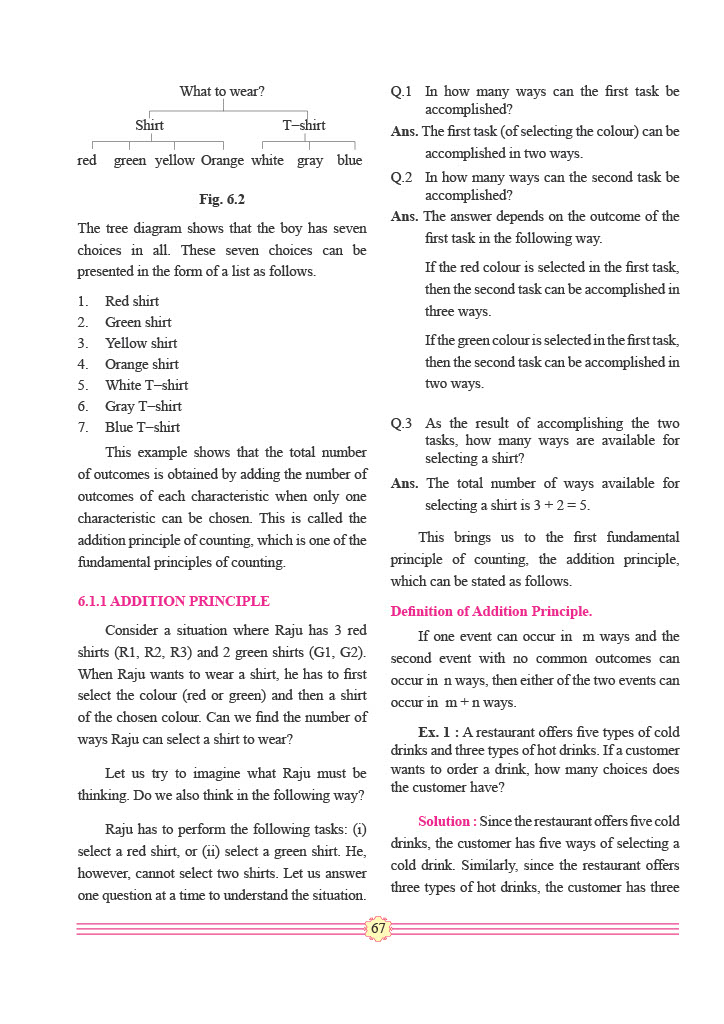 What to wear?
Shirt T–shirt
red green yellow Orange white gray blue
Fig. 6.2
The tree diagram shows that the boy has seven
choices in all. These seven choices can be
presented in the form of a list as follows.
1. Red shirt
2. Green shirt
3. Yellow shirt
4. Orange shirt
5. White T–shirt
6. Gray T–shirt
7. Blue T–shirt
This example shows that the total number
of outcomes is obtained by adding the number of
outcomes of each characteristic when only one
characteristic can be chosen. This is called the
addition principle of counting, which is one of the
fundamental principles of counting.
6.1.1 ADDITION PRINCIPLE
Consider a situation where Raju has 3 red
shirts (R1, R2, R3) and 2 green shirts (G1, G2).
When Raju wants to wear a shirt, he has to first
select the colour (red or green) and then a shirt
of the chosen colour. Can we find the number of
ways Raju can select a shirt to wear?
Let us try to imagine what Raju must be
thinking. Do we also think in the following way?
Raju has to perform the following tasks: (i)
select a red shirt, or (ii) select a green shirt. He,
however, cannot select two shirts. Let us answer
one question at a time to understand the situation.
Q.1 In how many ways can the first task be
accomplished?
Ans. The first task (of selecting the colour) can be
accomplished in two ways.
Q.2 In how many ways can the second task be
accomplished?
Ans. The answer depends on the outcome of the
first task in the following way.
If the red colour is selected in the first task,
then the second task can be accomplished in
three ways.
If the green colour is selected in the first task,
then the second task can be accomplished in
two ways.
Q.3 As the result of accomplishing the two
tasks, how many ways are available for
selecting a shirt?
Ans. The total number of ways available for
selecting a shirt is 3 + 2 = 5.
This brings us to the first fundamental
principle of counting, the addition principle,
which can be stated as follows.
Definition of Addition Principle.
If one event can occur in m ways and the
second event with no common outcomes can
occur in n ways, then either of the two events can
occur in m + n ways.
Ex. 1 : A restaurant offers five types of cold
drinks and three types of hot drinks. If a customer
wants to order a drink, how many choices does
the customer have?
Solution : Since the restaurant offers five cold
drinks, the customer has five ways of selecting a
cold drink. Similarly, since the restaurant offers
three types of hot drinks, the customer has three
67